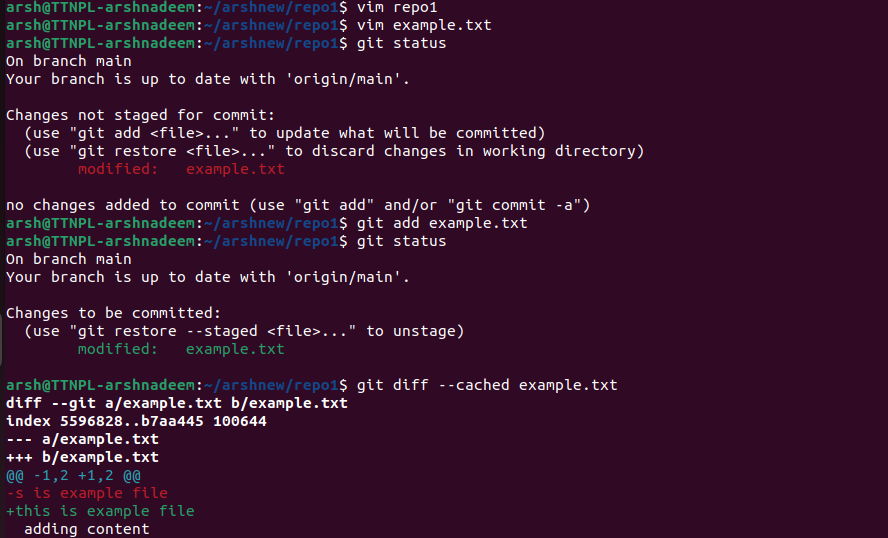 arsh@TTNPL-arshnadeem:~/arshnew/repo1$ vim repo1
arsh@TTNPL-arshnadeem:~/arshnew/repo1$ vim example.txt
arsh@TTNPL-arshnadeem:~/arshnew/repo1$ git status
On branch main
Your branch is up to date with 'origin/main'.

Changes not staged for commit:
  (use "git add <file>..." to update what will be committed)
  (use "git restore <file>..." to discard changes in working directory)
        modified:   example.txt

no changes added to commit (use "git add" and/or "git commit -a")
arsh@TTNPL-arshnadeem:~/arshnew/repo1$ git add example.txt
arsh@TTNPL-arshnadeem:~/arshnew/repo1$ git status
On branch main
Your branch is up to date with 'origin/main'.

Changes to be committed:
  (use "git restore --staged <file>..." to unstage)
        modified:   example.txt

arsh@TTNPL-arshnadeem:~/arshnew/repo1$ git diff --cached example.txt
diff --git a/example.txt b/example.txt
index 5596828..b7aa445 100644
--- a/example.txt
+++ b/example.txt
@@ -1,2 +1,2 @@
-s is example file
+this is example file
  adding content